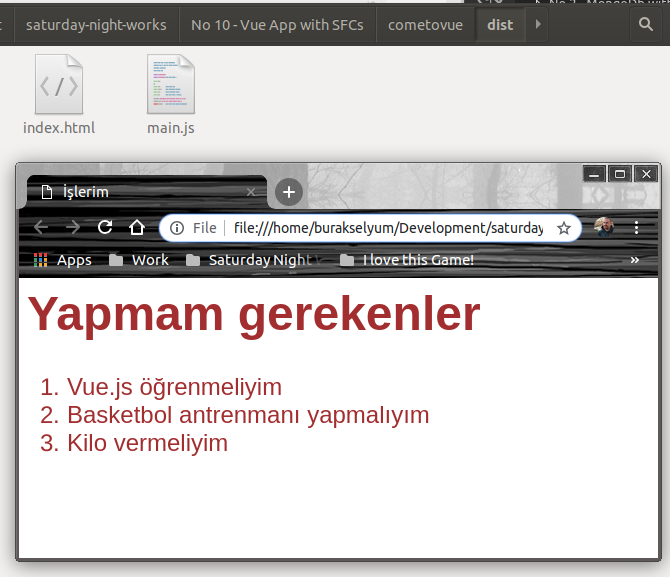 saturday-night-works No 10 - Vue App with SFCs cometovue dist
index.html main.js
İşlerim
File file:///home/burakselyum/Development/saturday
Apps Work Saturday Night I love this Game! »
Yapmam gerekenler
1. Vue.js öğrenmeliyim
2. Basketbol antrenmanı yapmalıyım
3. Kilo vermeliyim